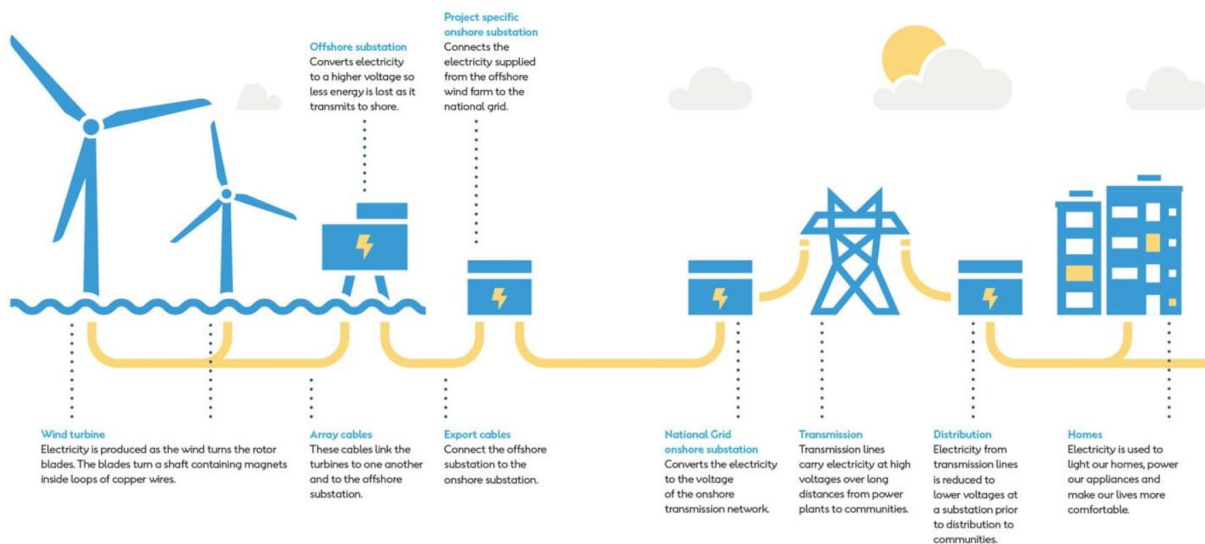 Offshore substation
Converts electricity
to a higher voltage so
less energy is lost as it
transmits to shore.
Project specific
onshore substation
Connects the
electricity supplied
from the offshore
wind farm to the
national grid.
Wind turbine
Electricity is produced as the wind turns the rotor
blades. The blades turn a shaft containing magnets
inside loops of copper wires.
Array cables
These cables link the
turbines to one another
and to the offshore
substation.
Export cables
Connect the offshore
substation to the
onshore substation.
National Grid
onshore substation
Converts the electricity
to the voltage
of the onshore
transmission network.
Transmission
Transmission lines
carry electricity at high
voltages over long
distances from power
plants to communities.
Distribution
Electricity from
transmission lines
is reduced to
lower voltages at
a substation prior
to distribution to
communities.
Homes
Electricity is used to
light our homes, power
our appliances and
make our lives more
comfortable.